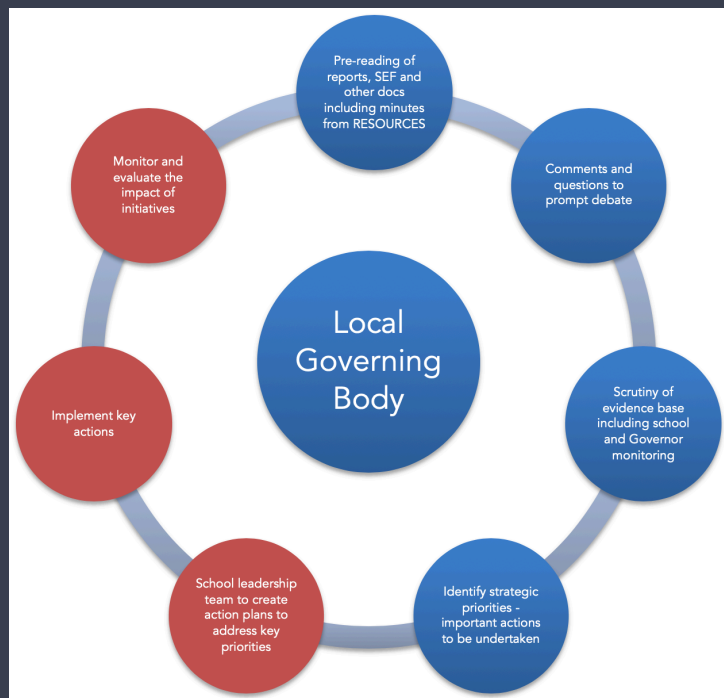 Pre-reading of
reports, SEF and
other docs
including minutes
from RESOURCES
Comments and
questions to
prompt debate
Scrutiny of
evidence base
including school
and Governor
monitoring
Identify strategic
priorities -
important actions
to be undertaken
School leadership
team to create
action plans to
address key
priorities
Implement key
actions
Monitor and
evaluate the
impact of
initiatives
Local
Governing
Body